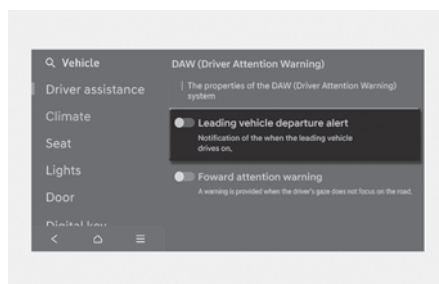 Vehicle
Driver assistance
Climate
Seat
Lights
Door
Digital key
DAW (Driver Attention Warning)
The properties of the DAW (Driver Attention Warning)
system
Leading vehicle departure alert
Notification of the when the leading vehicle
drives on,
Foward attention warning
A warning is provided when the driver's gaze does not focus on the road,